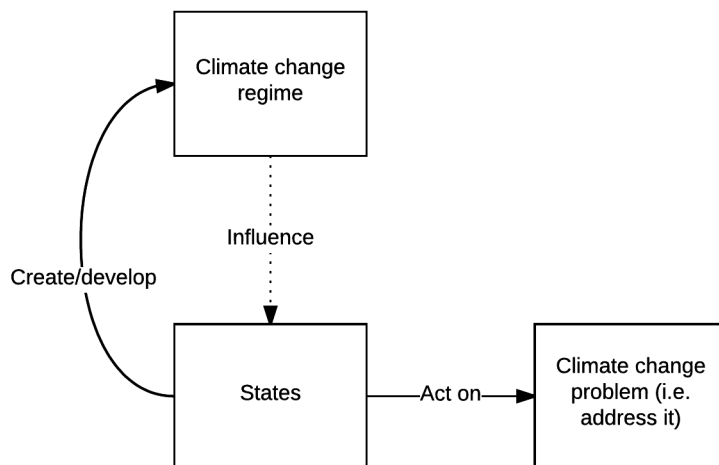 Climate change
regime
Influence
Create/develop
States
Act on
Climate change
problem (i.e.
address it)